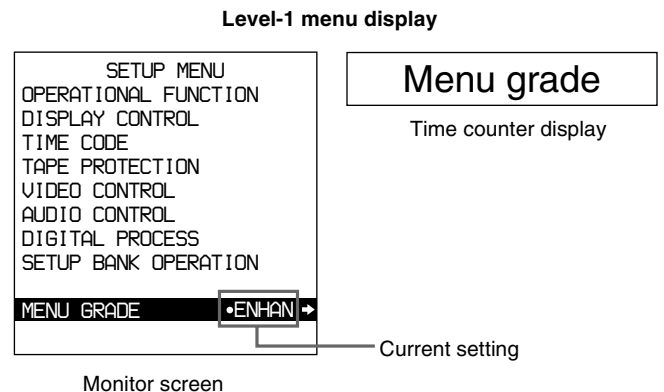 Level-1 menu display
SETUP MENU
OPERATIONAL FUNCTION
DISPLAY CONTROL
TIME CODE
TAPE PROTECTION
VIDEO CONTROL
AUDIO CONTROL
DIGITAL PROCESS
SETUP BANK OPERATION
MENU GRADE •ENHAN ➔
Monitor screen
Menu grade
Time counter display
Current setting